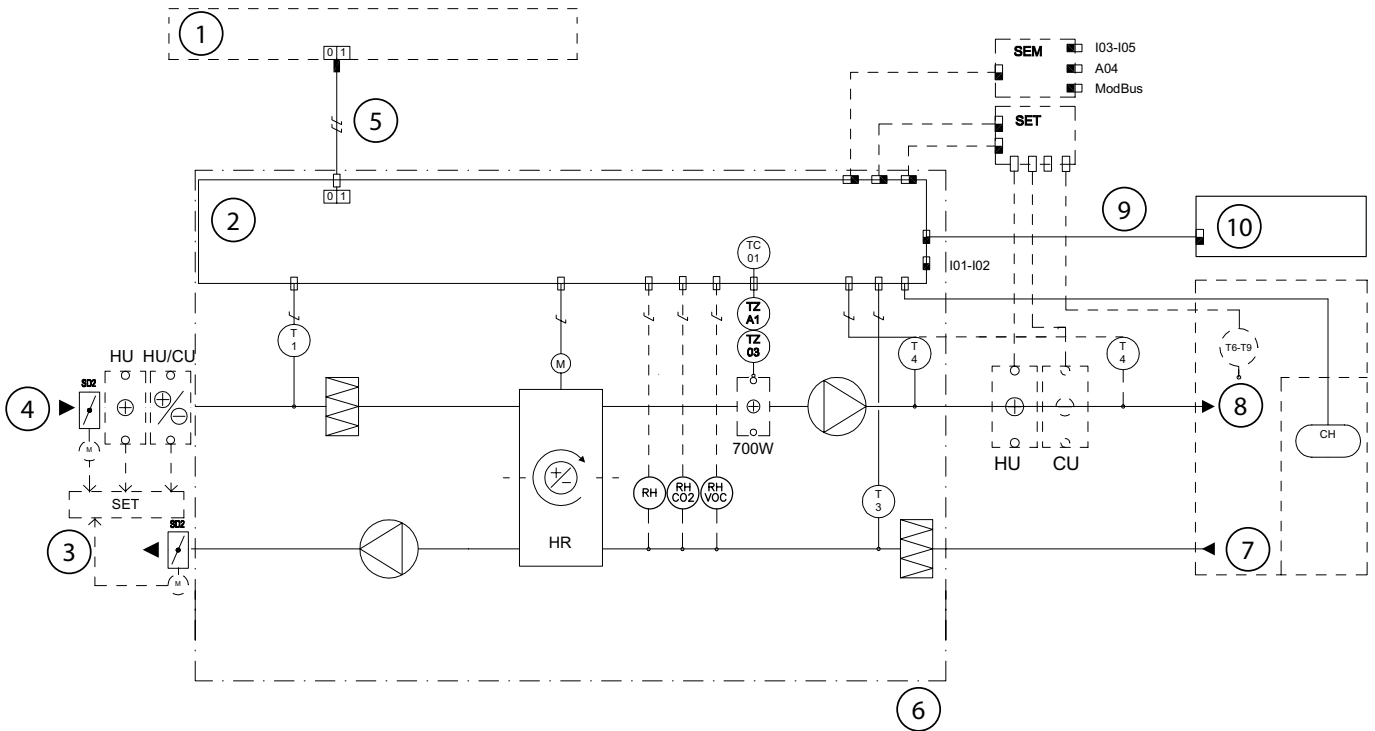 1
0 1
5
SEM
I03-I05
A04
ModBus
SET
2
0 1
9
10
TC
01
I01-I02
T
1
TZ
A1
TZ
03
M
T
4
T
4
T6-T9
HU
HU/CU
SD2
4
8
M
700W
HU
CU
CH
SET
RH
RH
CO2
RH
VOC
T
3
HR
3
SD2
M
7
6